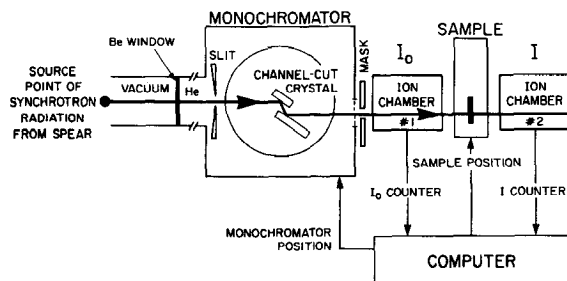 MONOCHROMATOR
SAMPLE
Be WINDOW
SLIT
MASK
I₀
I
SOURCE
POINT OF
SYNCHROTRON
RADIATION
FROM SPEAR
VACUUM
He
CHANNEL-CUT
CRYSTAL
ION
CHAMBER
#1
ION
CHAMBER
#2
SAMPLE POSITION
I₀ COUNTER
I COUNTER
MONOCHROMATOR
POSITION
COMPUTER